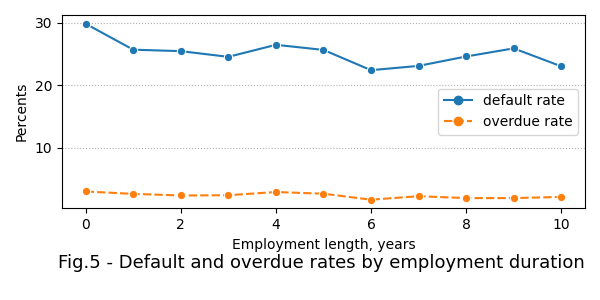 30
20
10
Percents
default rate
overdue rate
0 2 4 6 8 10
Employment length, years
Fig.5 - Default and overdue rates by employment duration